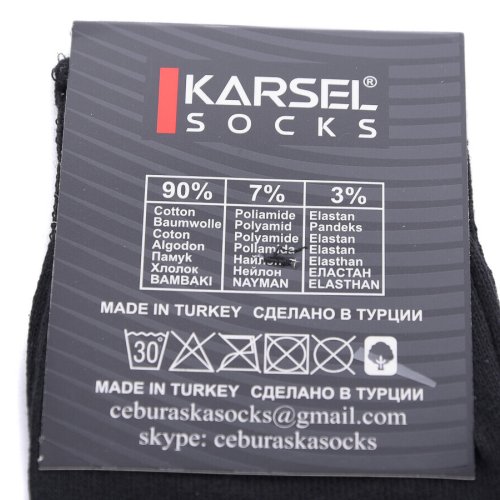 KARSEL®
SOCKS
90% 7% 3%
Cotton Poliamide Elastan
Baumwolle Polyamid Pandeks
Coton Polyamide Elastan
Algodon Poliamide Elastan
Памук Elasthan
Хлолок Нейлон ЕЛАСТАН
BAMBAKI NAYMAN ELASTHAN
MADE IN TURKEY СДЕЛАНО В ТУРЦИИ
30°
MADE IN TURKEY СДЕЛАНО В ТУРЦИИ
ceburaskasocks@gmail.com
skype: ceburaskasocks